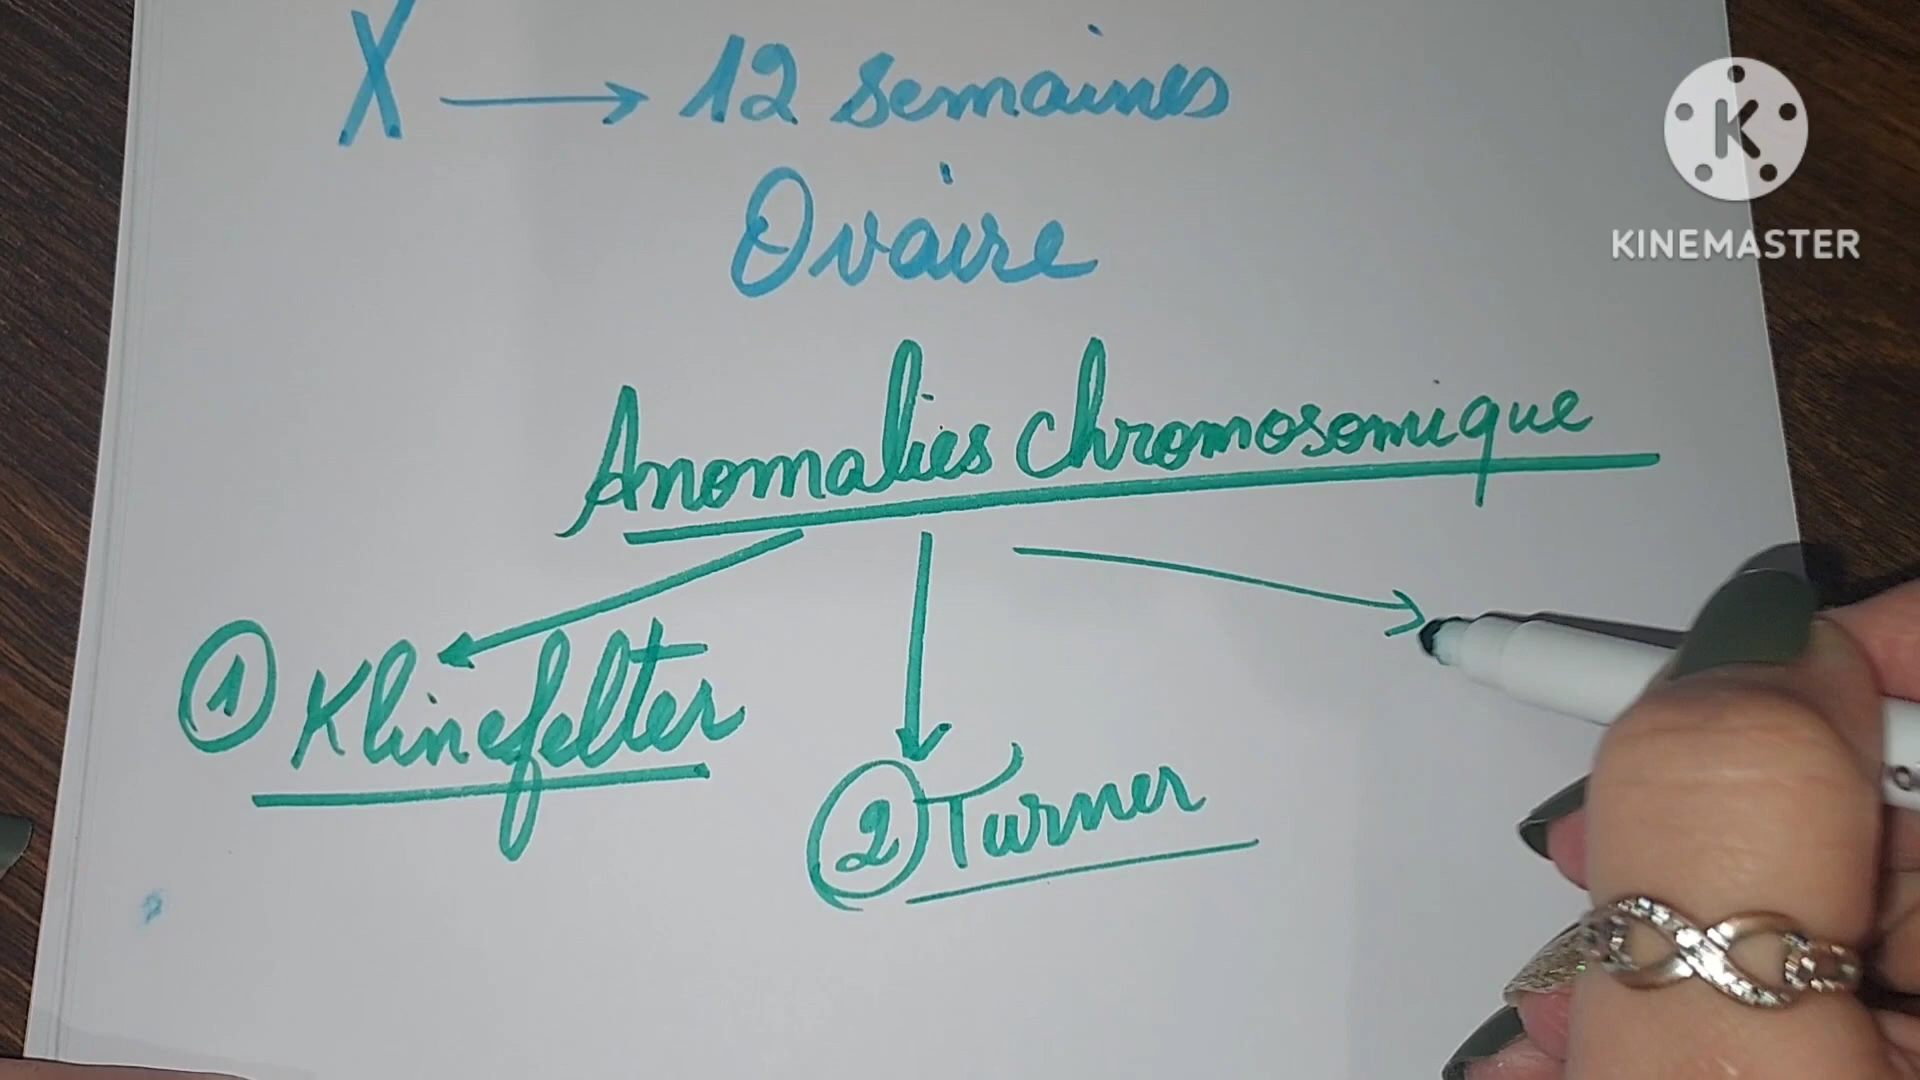 X → 12 semaines
Ovaire
K
KINEMASTER
Anomalies chromosomique
① Klinefelter
② Turner